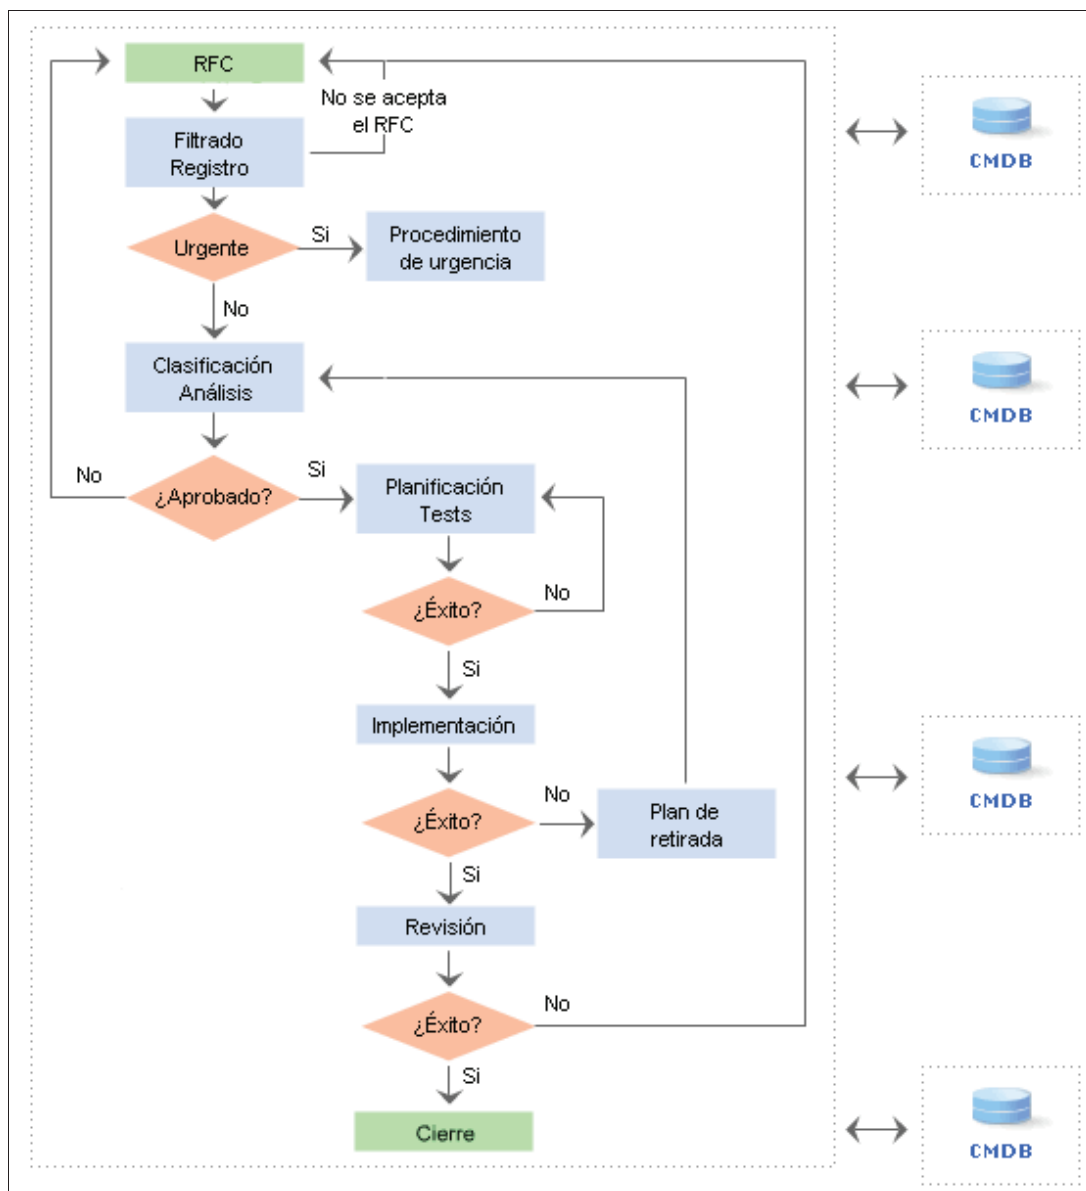 RFC
No se acepta
el RFC
CMDB
Filtrado
Registro
Urgente
Si
Procedimiento
de urgencia
No
Clasificación
Análisis
CMDB
¿Aprobado?
No
Si
Planificación
Tests
¿Éxito?
No
Si
Implementación
¿Éxito?
No
Plan de
retirada
CMDB
Si
Revisión
¿Éxito?
No
Si
Cierre
CMDB